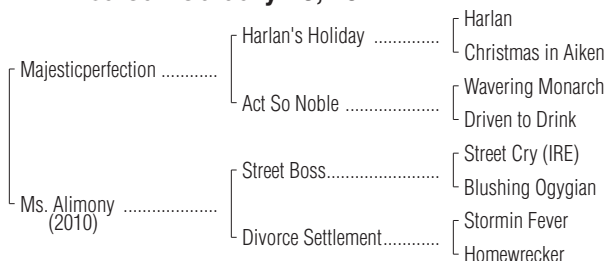 Harlan
Harlan's Holiday .............
Christmas in Aiken
Majesticperfection ............
Wavering Monarch
Act So Noble .....................
Driven to Drink
Street Cry (IRE)
Street Boss.........................
Blushing Ogygian
Ms. Alimony ....................
(2010)
Stormin Fever
Divorce Settlement............
Homewrecker